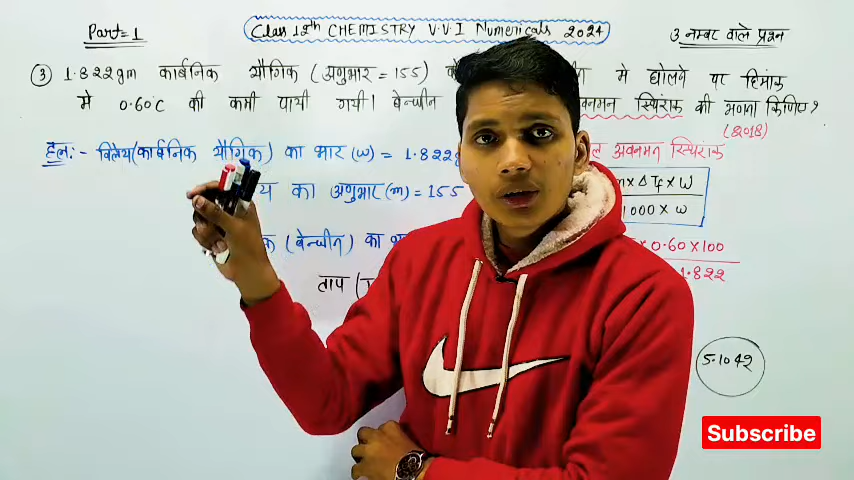 Part-1
Class 12th CHEMISTRY V.V.I Numericals 2024
3 नम्बर वाले प्रश्न
③ 1.822gm कार्बनिक यौगिक (अणुभार = 155) में घोलने पर हिमांक
में 0.60°C की कमी पायी गयी। बेन्जीन अवनमन स्थिरांक की गणना किजिए?
(2018)
हल:- विलेय(कार्बनिक यौगिक) का भार (w) = 1.822g
अवनमन स्थिरांक
का अणुभार (m) = 155
m×ΔTf×W
1000×w
(बेन्जीन) का
×0.60×100
1.822
ताप
5.1042
Subscribe